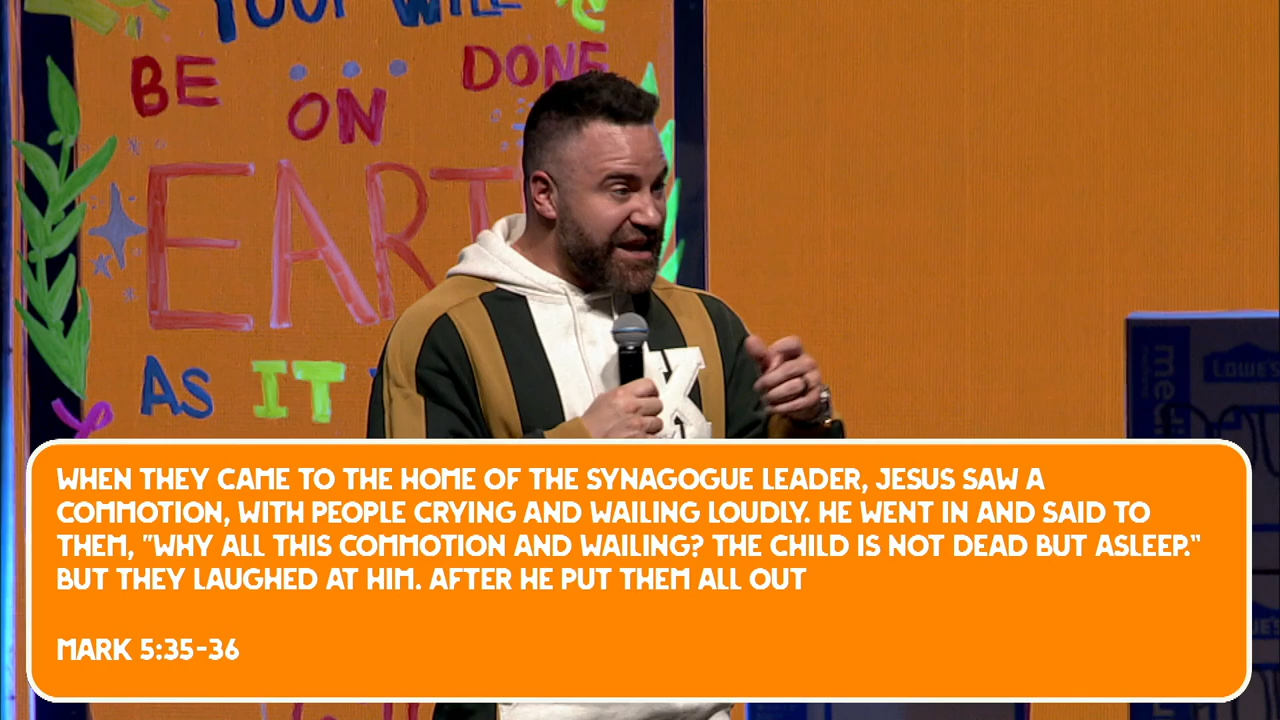 YOUR WILL
BE ... DONE
ON
EART
AS IT
medi
LOWE'S
WHEN THEY CAME TO THE HOME OF THE SYNAGOGUE LEADER, JESUS SAW A
COMMOTION, WITH PEOPLE CRYING AND WAILING LOUDLY. HE WENT IN AND SAID TO
THEM, "WHY ALL THIS COMMOTION AND WAILING? THE CHILD IS NOT DEAD BUT ASLEEP."
BUT THEY LAUGHED AT HIM. AFTER HE PUT THEM ALL OUT
MARK 5:35-36